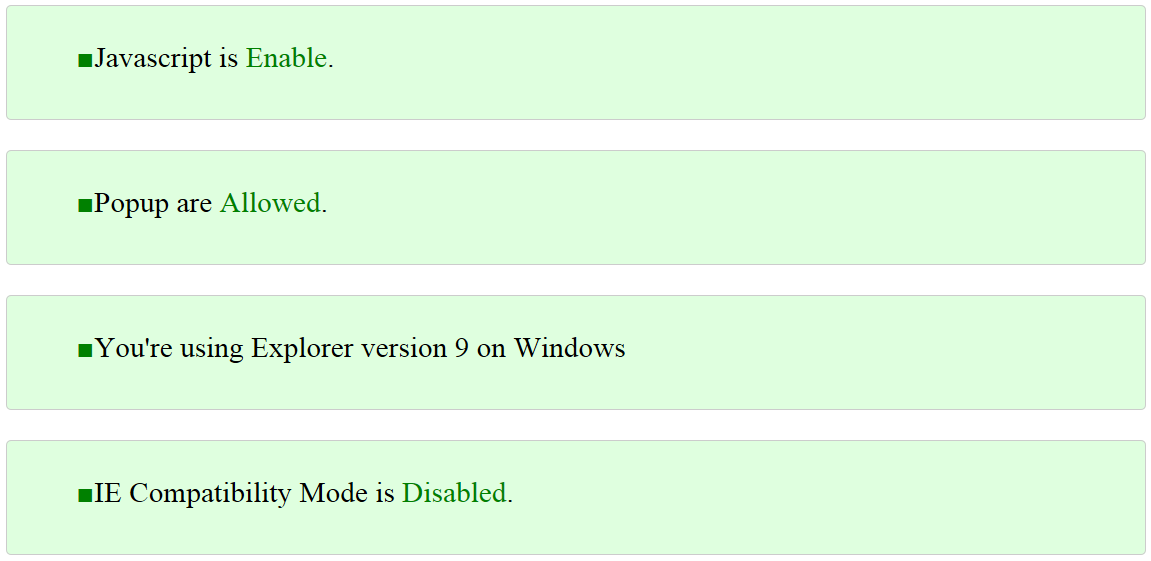 Javascript is Enable.
Popup are Allowed.
You're using Explorer version 9 on Windows
IE Compatibility Mode is Disabled.